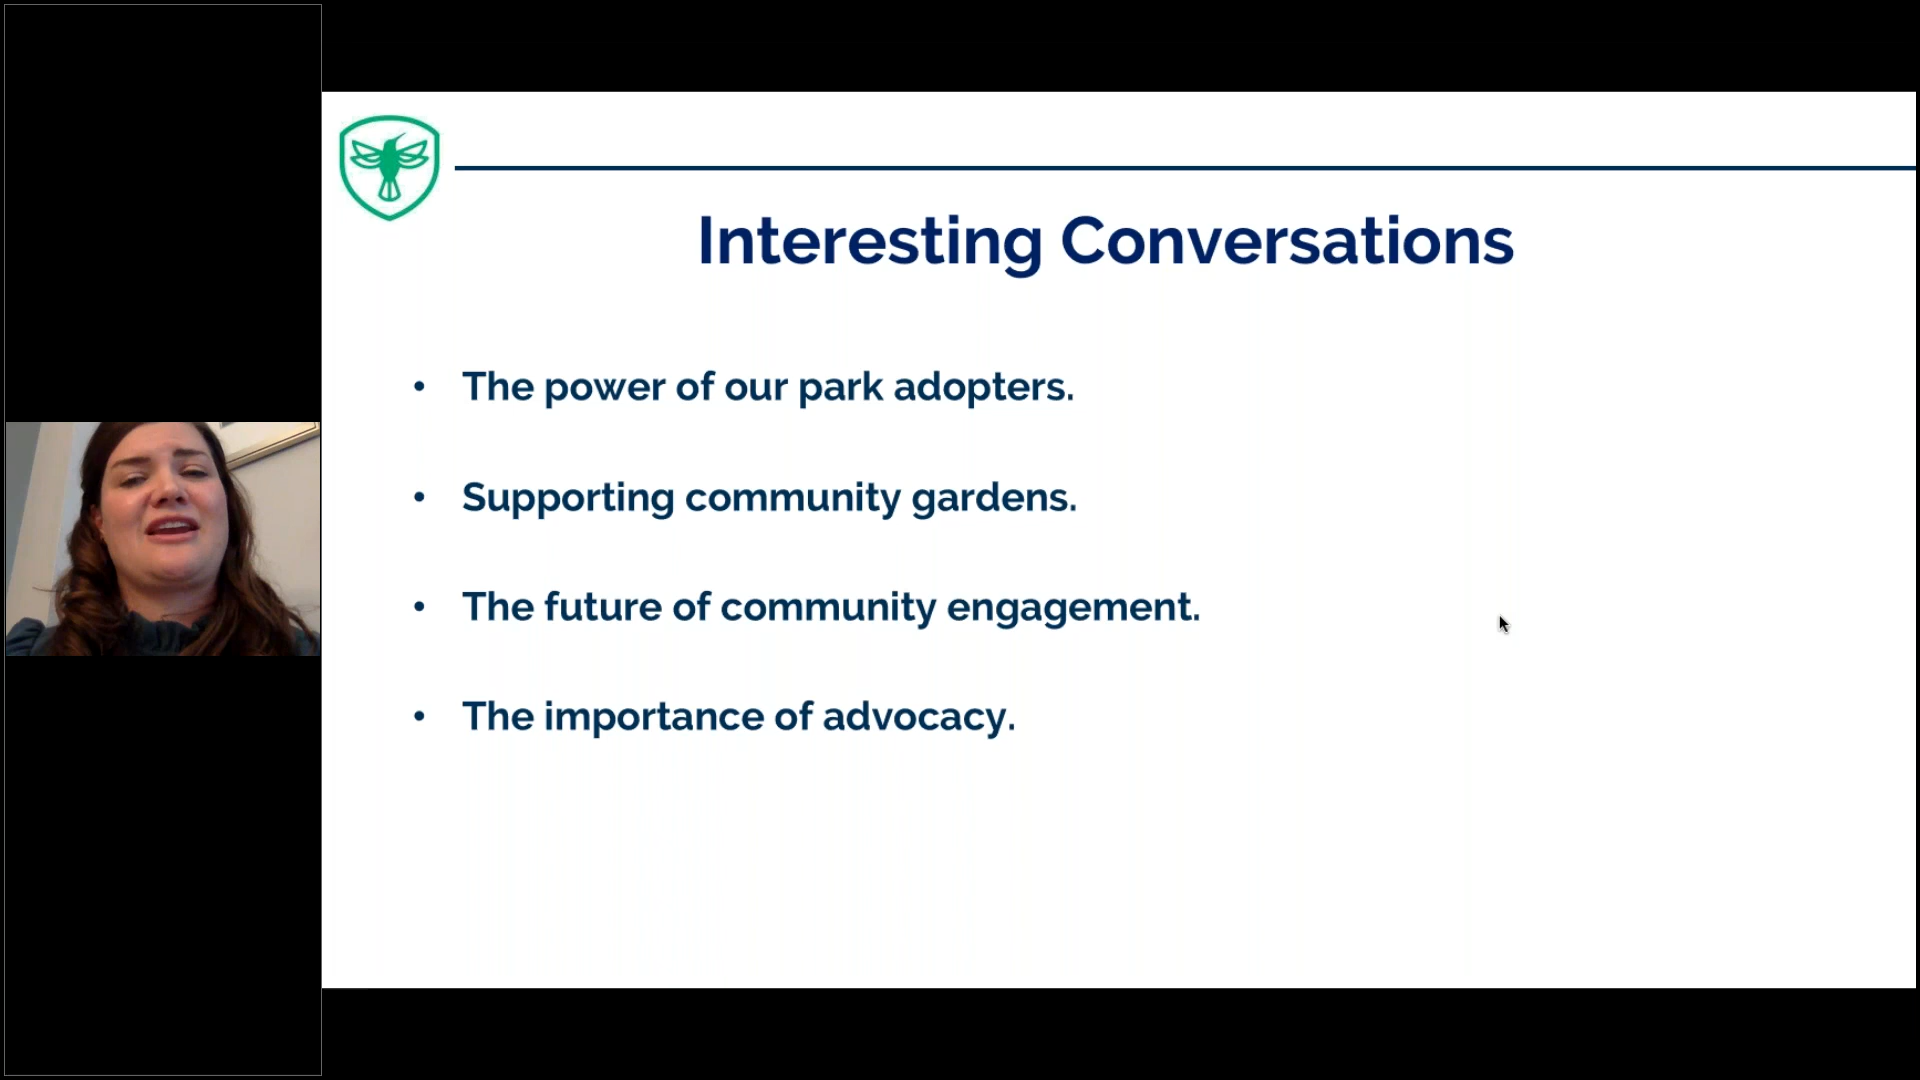 Interesting Conversations
• The power of our park adopters.
• Supporting community gardens.
• The future of community engagement.
• The importance of advocacy.